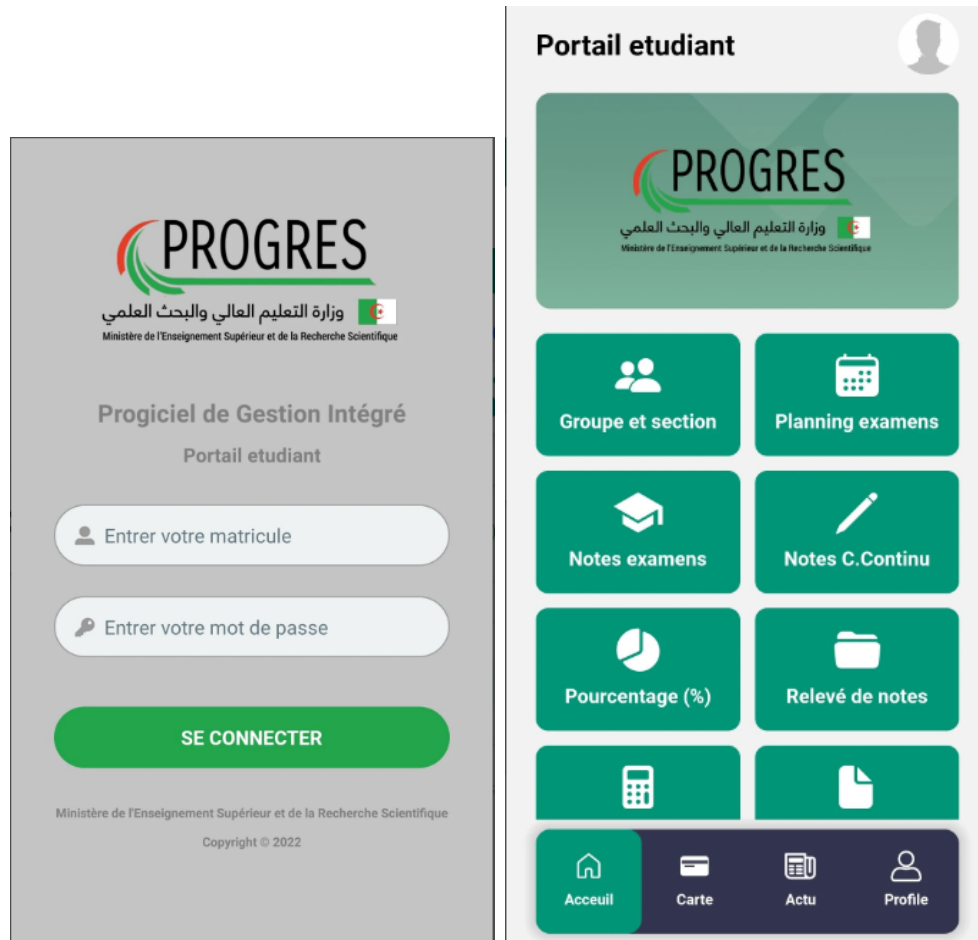 PROGRES
وزارة التعليم العالي والبحث العلمي
Ministère de l'Enseignement Supérieur et de la Recherche Scientifique
Progiciel de Gestion Intégré
Portail etudiant
Entrer votre matricule
Entrer votre mot de passe
SE CONNECTER
Ministère de l'Enseignement Supérieur et de la Recherche Scientifique
Copyright © 2022
Portail etudiant
PROGRES
وزارة التعليم العالي والبحث العلمي
Ministère de l'Enseignement Supérieur et de la Recherche Scientifique
Groupe et section
Planning examens
Notes examens
Notes C.Continu
Pourcentage (%)
Relevé de notes
Acceuil
Carte
Actu
Profile